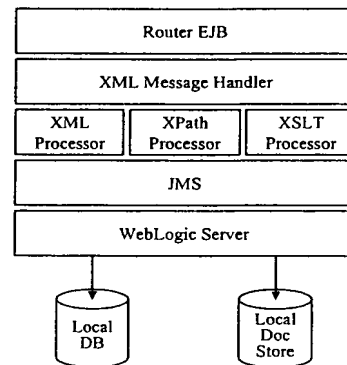 Router EJB
XML Message Handler
XML
Processor
XPath
Processor
XSLT
Processor
JMS
WebLogic Server
Local
DB
Local
Doc
Store